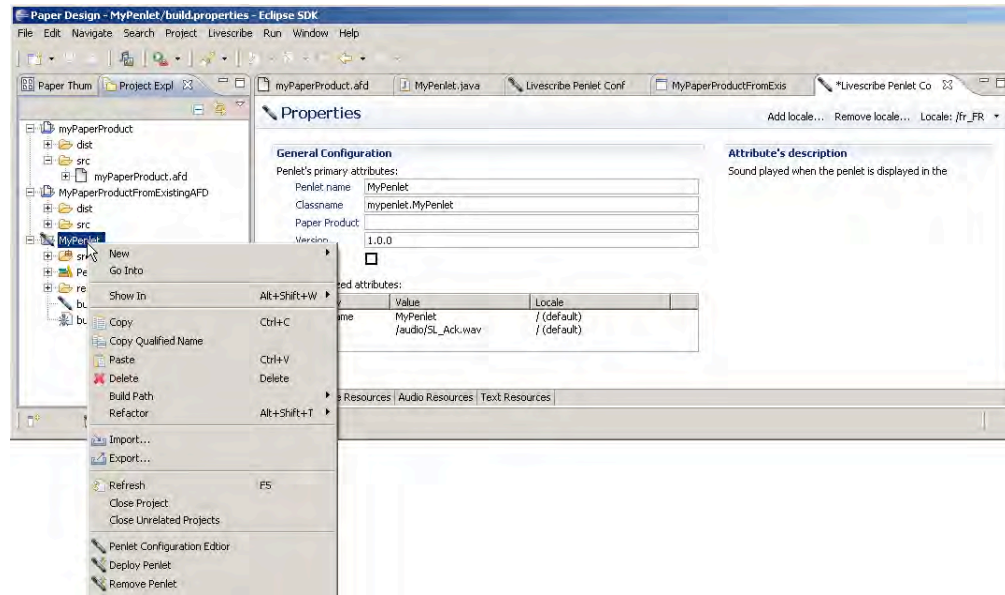 Paper Design - MyPenlet/build.properties - Eclipse SDK
File Edit Navigate Search Project Livescribe Run Window Help
Paper Thum Project Expl
myPaperProduct.afd MyPenlet.java Livescribe Penlet Conf MyPaperProductFromExis *Livescribe Penlet Co
myPaperProduct
dist
src
myPaperProduct.afd
MyPaperProductFromExistingAFD
dist
src
MyPenlet
sr
Pe
re
bu
bu
Properties
Add locale... Remove locale... Locale: /fr_FR
General Configuration
Penlet's primary attributes:
Penlet name MyPenlet
Classname mypenlet.MyPenlet
Paper Product
Version 1.0.0
zed attributes:
y Value Locale
ame MyPenlet / (default)
/audio/SL_Ack.wav / (default)
Attribute's description
Sound played when the penlet is displayed in the
Resources Audio Resources Text Resources
New
Go Into
Show In Alt+Shift+W
Copy Ctrl+C
Copy Qualified Name
Paste Ctrl+V
Delete Delete
Build Path
Refactor Alt+Shift+T
Import...
Export...
Refresh F5
Close Project
Close Unrelated Projects
Penlet Configuration Edtior
Deploy Penlet
Remove Penlet